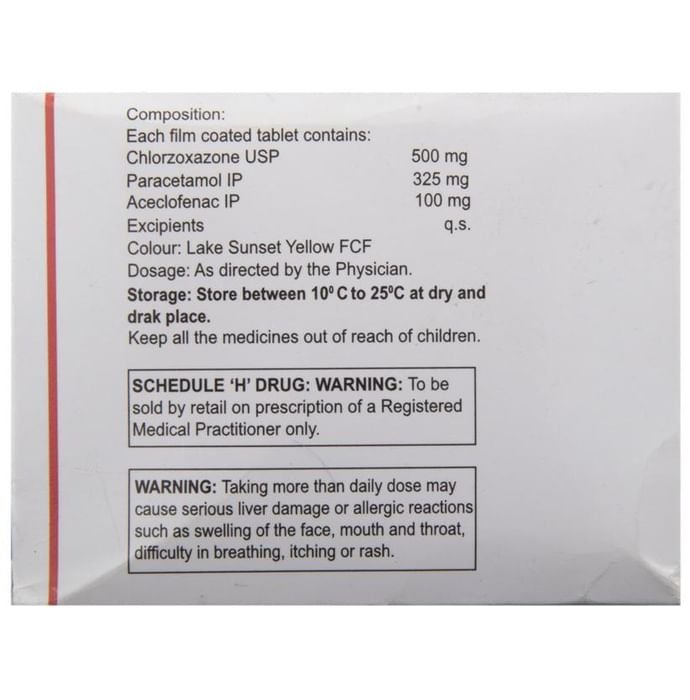 Composition:
Each film coated tablet contains:
Chlorzoxazone USP 500 mg
Paracetamol IP 325 mg
Aceclofenac IP 100 mg
Excipients q.s.
Colour: Lake Sunset Yellow FCF
Dosage: As directed by the Physician.
Storage: Store between 10⁰ C to 25⁰C at dry and
drak place.
Keep all the medicines out of reach of children.
SCHEDULE ‘H’ DRUG: WARNING: To be
sold by retail on prescription of a Registered
Medical Practitioner only.
WARNING: Taking more than daily dose may
cause serious liver damage or allergic reactions
such as swelling of the face, mouth and throat,
difficulty in breathing, itching or rash.